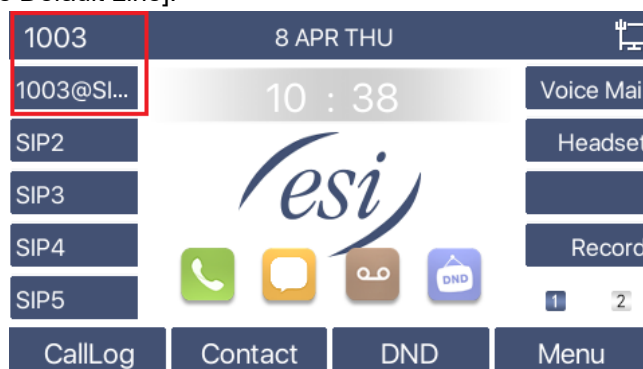 Default Line].
1003 8 APR THU
1003@SI... 10 : 38 Voice Mai
SIP2 Headset
SIP3 esi
SIP4 Record
DND
SIP5 1 2
CallLog Contact DND Menu